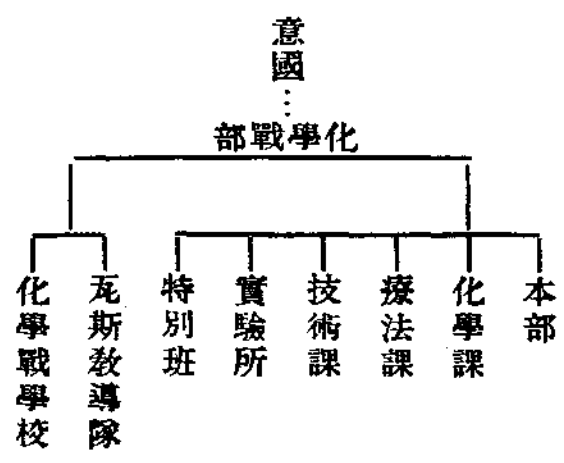 意國…
化學戰部
本部
化學課
療法課
技術課
實驗所
特別班
瓦斯教導隊
化學戰學校